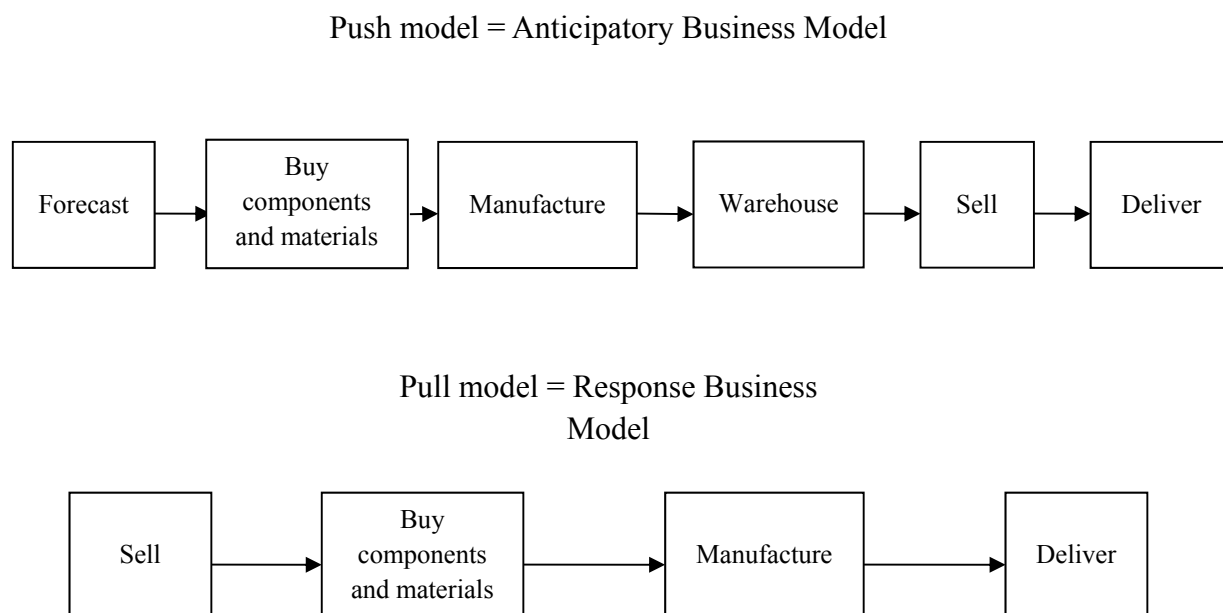 Push model = Anticipatory Business Model
Forecast
Buy
components
and materials
Manufacture
Warehouse
Sell
Deliver
Pull model = Response Business
Model
Sell
Buy
components
and materials
Manufacture
Deliver